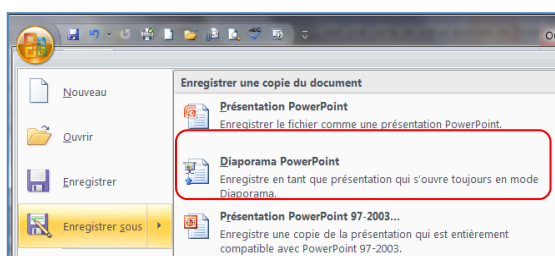 Enregistrer une copie du document
Nouveau
Présentation PowerPoint
Enregistrer le fichier comme une présentation PowerPoint.
Ouvrir
Diaporama PowerPoint
Enregistrer
Enregistre en tant que présentation qui s'ouvre toujours en mode
Diaporama.
Enregistrer sous
Présentation PowerPoint 97-2003...
Enregistre une copie de la présentation qui est entièrement
compatible avec PowerPoint 97-2003.